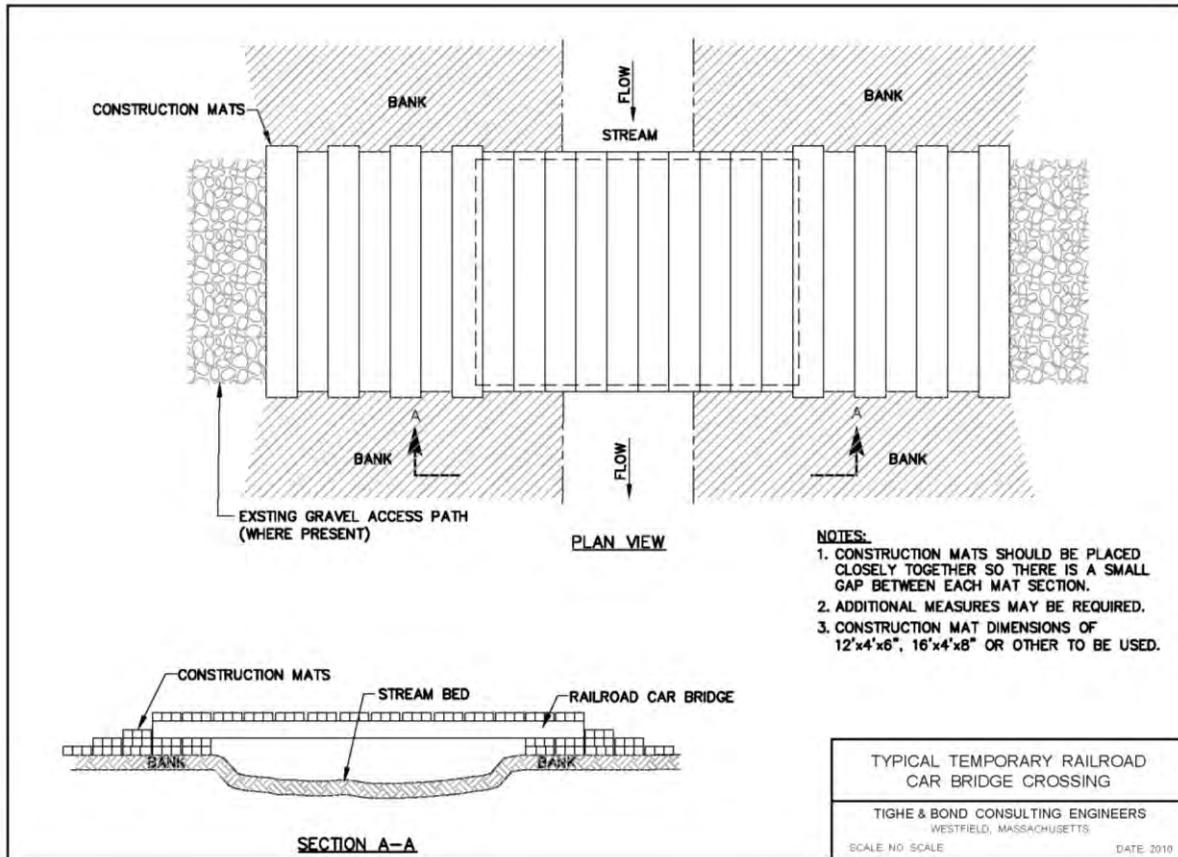 CONSTRUCTION MATS
BANK
FLOW
STREAM
BANK
A
BANK
FLOW
A
BANK
EXSTING GRAVEL ACCESS PATH
(WHERE PRESENT)
PLAN VIEW
NOTES:
1. CONSTRUCTION MATS SHOULD BE PLACED
CLOSELY TOGETHER SO THERE IS A SMALL
GAP BETWEEN EACH MAT SECTION.
2. ADDITIONAL MEASURES MAY BE REQUIRED.
3. CONSTRUCTION MAT DIMENSIONS OF
12'x4'x6", 16'x4'x8" OR OTHER TO BE USED.
CONSTRUCTION MATS
STREAM BED
RAILROAD CAR BRIDGE
BANK
BANK
SECTION A-A
TYPICAL TEMPORARY RAILROAD
CAR BRIDGE CROSSING
TIGHE & BOND CONSULTING ENGINEERS
WESTFIELD, MASSACHUSETTS
SCALE: NO SCALE
DATE: 2010